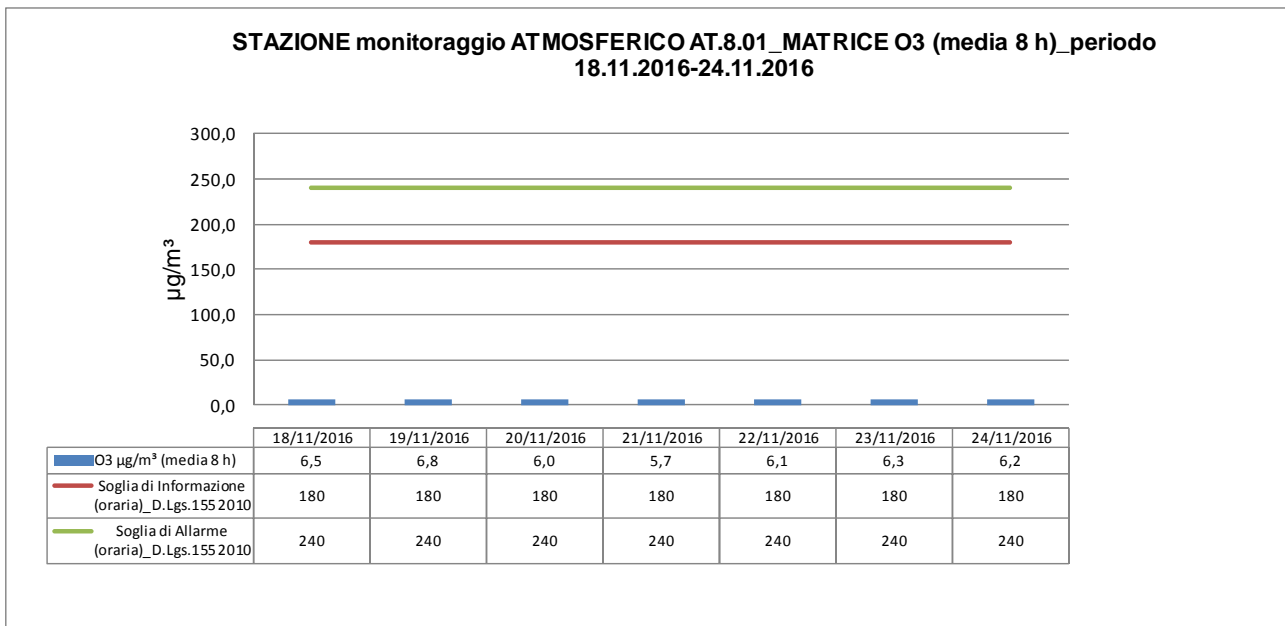 STAZIONE monitoraggio ATMOSFERICO AT.8.01_MATRICE O3 (media 8 h)_periodo
18.11.2016-24.11.2016
µg/m³
300,0
250,0
200,0
150,0
100,0
50,0
0,0
18/11/2016 19/11/2016 20/11/2016 21/11/2016 22/11/2016 23/11/2016 24/11/2016
O3 µg/m³ (media 8 h) 6,5 6,8 6,0 5,7 6,1 6,3 6,2
Soglia di Informazione
(oraria)_D.Lgs.155 2010 180 180 180 180 180 180 180
Soglia di Allarme
(oraria)_D.Lgs.155 2010 240 240 240 240 240 240 240